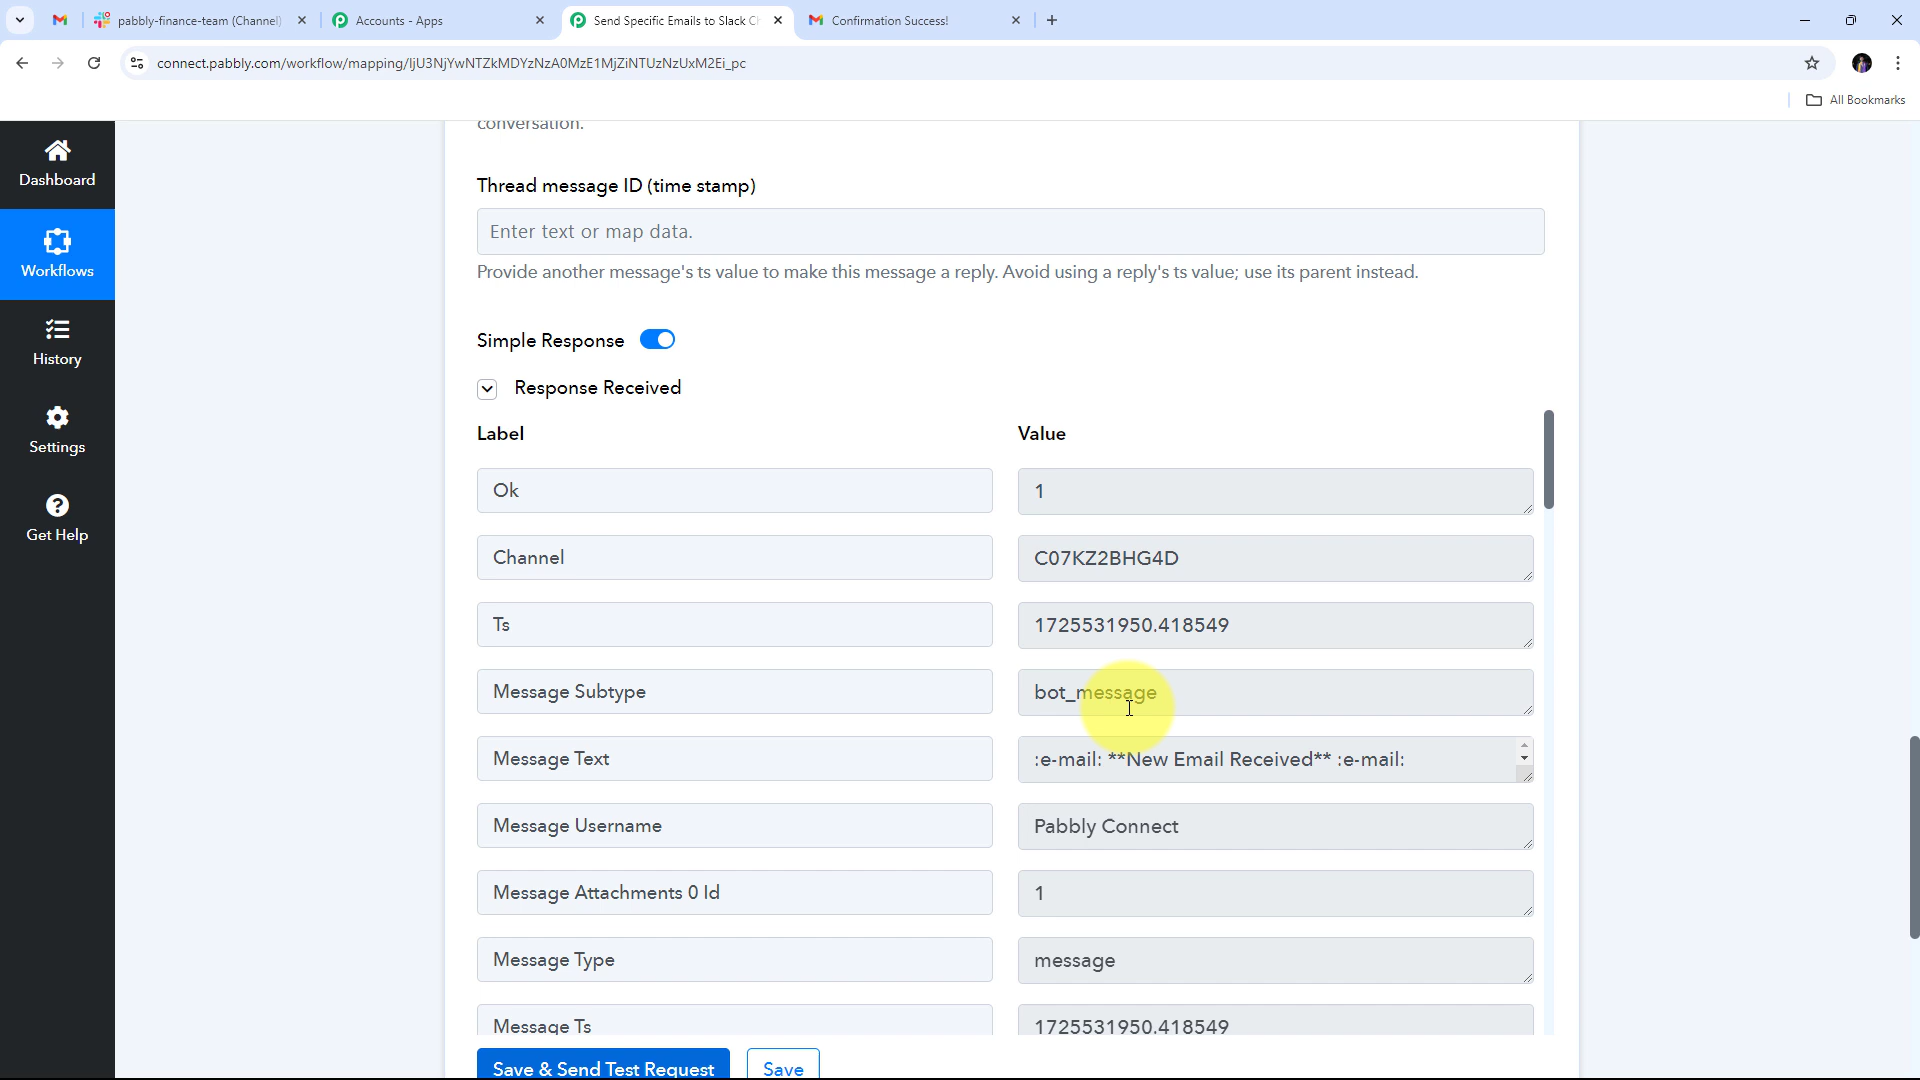 pabbly-finance-team (Channel)
Accounts - Apps
Send Specific Emails to Slack Ch
Confirmation Success!
connect.pabbly.com/workflow/mapping/IjU3NjYwNTZkMDYzNzA0MzE1MjZiNTUzNzUxM2Ei_pc
All Bookmarks
Dashboard
Workflows
History
Settings
Get Help
conversation.
Thread message ID (time stamp)
Enter text or map data.
Provide another message's ts value to make this message a reply. Avoid using a reply's ts value; use its parent instead.
Simple Response
Response Received
Label Value
Ok 1
Channel C07KZ2BHG4D
Ts 1725531950.418549
Message Subtype bot_message
Message Text :e-mail: **New Email Received** :e-mail:
Message Username Pabbly Connect
Message Attachments 0 Id 1
Message Type message
Message Ts 1725531950.418549
Save & Send Test Request Save